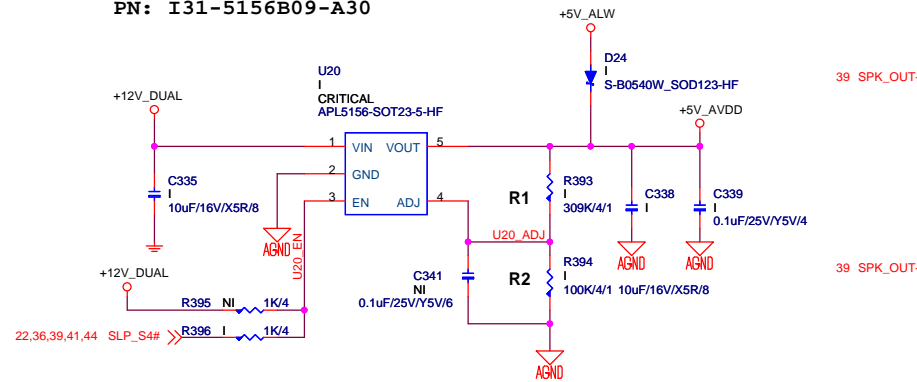 PN: I31-5156B09-A30
+5V_ALW
D24
I
S-B0540W_SOD123-HF
39 SPK_OUT-
U20
I
CRITICAL
APL5156-SOT23-5-HF
+12V_DUAL
+5V_AVDD
1 VIN VOUT 5
2 GND
3 EN ADJ 4
C335
I
10uF/16V/X5R/8
R1
R393
I
309K/4/1
C338
I
C339
I
0.1uF/25V/Y5V/4
AGND
U20_EN
U20_ADJ
AGND
AGND
+12V_DUAL
C341
NI
0.1uF/25V/Y5V/6
R2
R394
I
100K/4/1
10uF/16V/X5R/8
39 SPK_OUT-
R395 NI 1K/4
22,36,39,41,44 SLP_S4# R396 I 1K/4
AGND